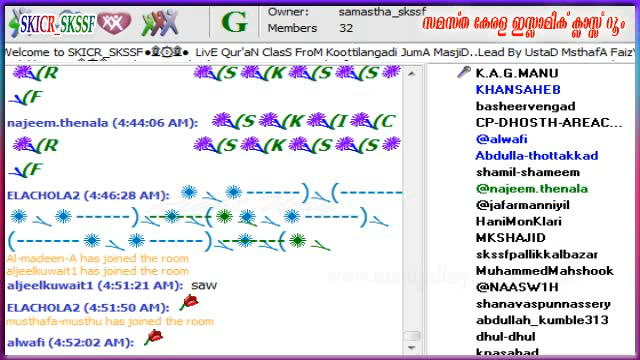 SKICR_SKSSF
Owner: samastha_skssf
Members 32
സമസ്ത കേരള ഇസ്ലാമിക് ക്ലാസ്സ് റൂം
Welcome to SKICR_SKSSF LivE Qur'aN ClasS FroM Koottilangadi JumA MasjiD..Lead By UstaD MsthafA FaiZy
(R (S (K (S (S
(F
najeem.thenala (4:44:06 AM): (S (K (I (C
(R (S (K (S (S
(F
ELACHOLA2 (4:46:28 AM):
Al-madeen-A has joined the room
aljeelkuwait1 has joined the room
aljeelkuwait1 (4:51:21 AM): saw
ELACHOLA2 (4:51:50 AM):
musthafa-musthu has joined the room
alwafi (4:52:02 AM):
K.A.G.MANU
KHANSAHEB
basheervengad
CP-DHOSTH-AREAC...
@alwafi
Abdulla-thottakkad
shamil-shameem
@najeem.thenala
@jafarmanniyil
HaniMonKlari
MKSHAJID
skssfpallikkalbazar
MuhammedMahshook
@NAASW1H
shanavaspunnassery
abdullah_kumble313
dhul-dhul
kpasahad